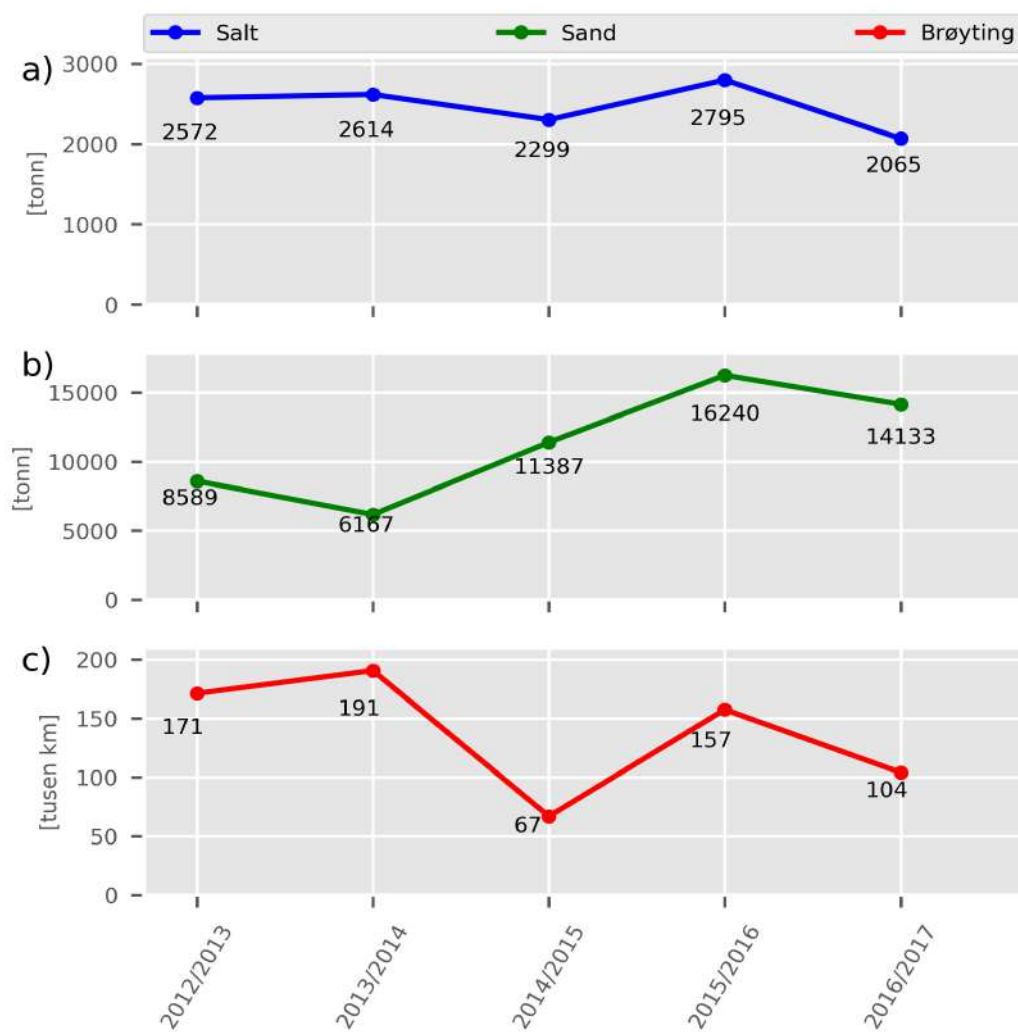 Salt Sand Brøyting
a)
3000
2000
1000
0
[tonn]
2572 2614 2299 2795 2065
b)
15000
10000
5000
0
[tonn]
8589 6167 11387 16240 14133
c)
200
150
100
50
0
[tusen km]
171 191 67 157 104
2012/2013 2013/2014 2014/2015 2015/2016 2016/2017